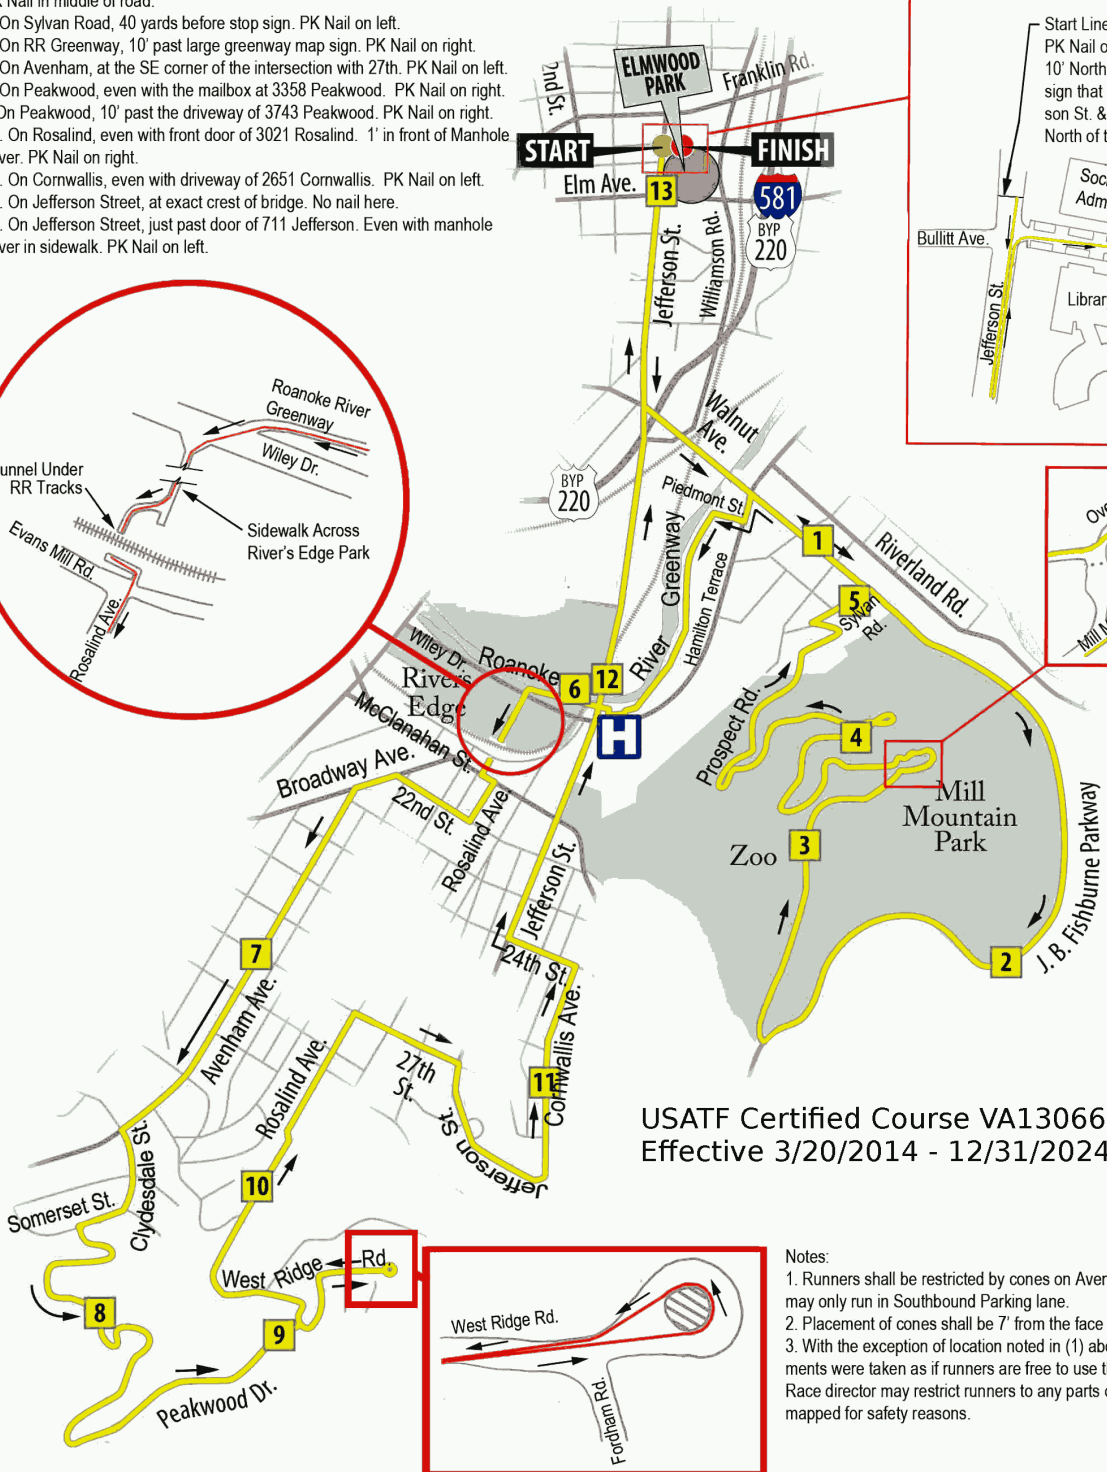 Nail in middle of road.
On Sylvan Road, 40 yards before stop sign. PK Nail on left.
On RR Greenway, 10' past large greenway map sign. PK Nail on right.
On Avenham, at the SE corner of the intersection with 27th. PK Nail on left.
On Peakwood, even with the mailbox at 3358 Peakwood. PK Nail on right.
On Peakwood, 10' past the driveway of 3743 Peakwood. PK Nail on right.
. On Rosalind, even with front door of 3021 Rosalind. 1' in front of Manhole
ver. PK Nail on right.
. On Cornwallis, even with driveway of 2651 Cornwallis. PK Nail on left.
. On Jefferson Street, at exact crest of bridge. No nail here.
. On Jefferson Street, just past door of 711 Jefferson. Even with manhole
ver in sidewalk. PK Nail on left.
2nd St.
ELMWOOD
PARK
Franklin Rd.
START
FINISH
Elm Ave.
13
581
BYP
220
Jefferson St.
Williamson Rd.
Start Line
PK Nail o
10' North
sign that
son St. &
North of t
Soc
Adm
Bullitt Ave.
Librar
Jefferson St.
Roanoke River
Greenway
Wiley Dr.
unnel Under
RR Tracks
Sidewalk Across
River's Edge Park
Evans Mill Rd.
Rosalind Ave.
Walnut
Ave.
BYP
220
Piedmont St.
1
Riverland Rd.
Greenway
Hamilton Terrace
5
Sylvan
Rd.
Ove
Mill M
Wiley Dr.
Roanoke
River
Rivers
Edge
6
12
H
McClanahan St.
Broadway Ave.
22nd St.
Rosalind Ave.
Prospect Rd.
4
Mill
Mountain
Park
3
Zoo
J. B. Fishburne Parkway
2
Jefferson St.
24th St.
7
Avenham Ave.
Cornwallis Ave.
11
27th
St.
Rosalind Ave.
Jefferson St.
10
Clydesdale St.
Somerset St.
8
West Ridge
Rd.
9
Peakwood Dr.
USATF Certified Course VA13066
Effective 3/20/2014 - 12/31/2024
West Ridge Rd.
Fordham Rd.
Notes:
1. Runners shall be restricted by cones on Aver
may only run in Southbound Parking lane.
2. Placement of cones shall be 7' from the face
3. With the exception of location noted in (1) abo
ments were taken as if runners are free to use t
Race director may restrict runners to any parts o
mapped for safety reasons.